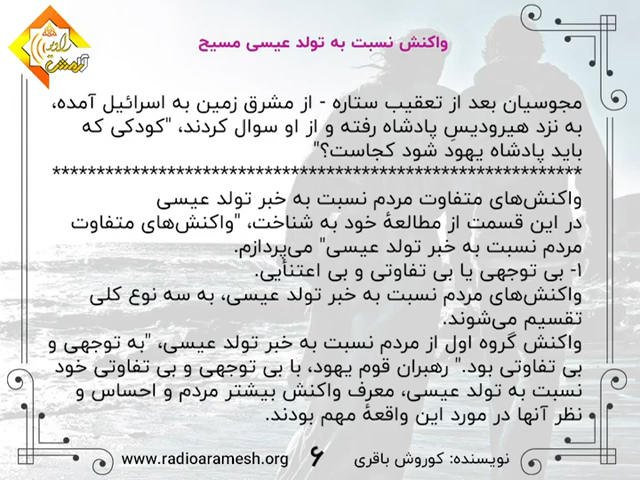 واکنش نسبت به تولد عیسی مسیح
مجوسیان بعد از تعقیب ستاره - از مشرق زمین به اسرائیل آمده،
به نزد هیرودیسِ پادشاه رفته و از او سوال کردند، "کودکی که
باید پادشاه یهود شود کجاست؟"
************************************************************
واکنش‌های متفاوت مردم نسبت به خبر تولد عیسی
در این قسمت از مطالعهٔ خود به شناخت، "واکنش‌های متفاوت
مردم نسبت به خبر تولد عیسی" می‌پردازم.
۱- بی توجهی یا بی تفاوتی و بی اعتنأیی.
واکنش‌های مردم نسبت به خبر تولد عیسی، به سه نوع کلی
تقسیم می‌شوند.
واکنش گروه اول از مردم نسبت به خبر تولد عیسی، "به توجهی و
بی تفاوتی بود." رهبران قوم یهود، با بی توجهی و بی تفاوتی خود
نسبت به تولد عیسی، معرف واکنش بیشتر مردم و احساس و
نظر آنها در مورد این واقعهٔ مهم بودند.
نویسنده: کوروش باقری ۶ www.radioaramesh.org